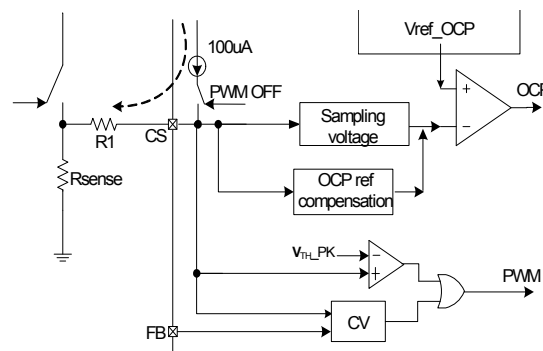 Vref_OCP
100uA
PWM OFF
OCP
R1
CS
Sampling
voltage
Rsense
OCP ref
compensation
VTH_PK
PWM
FB
CV